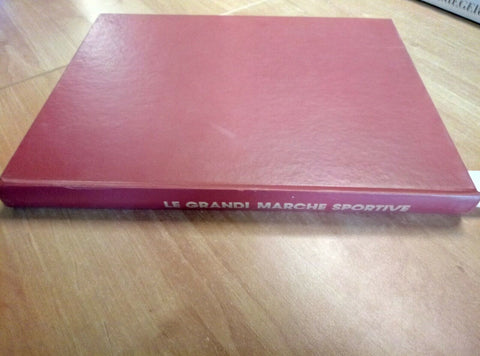 LE GRANDI MARCHE SPORTIVE